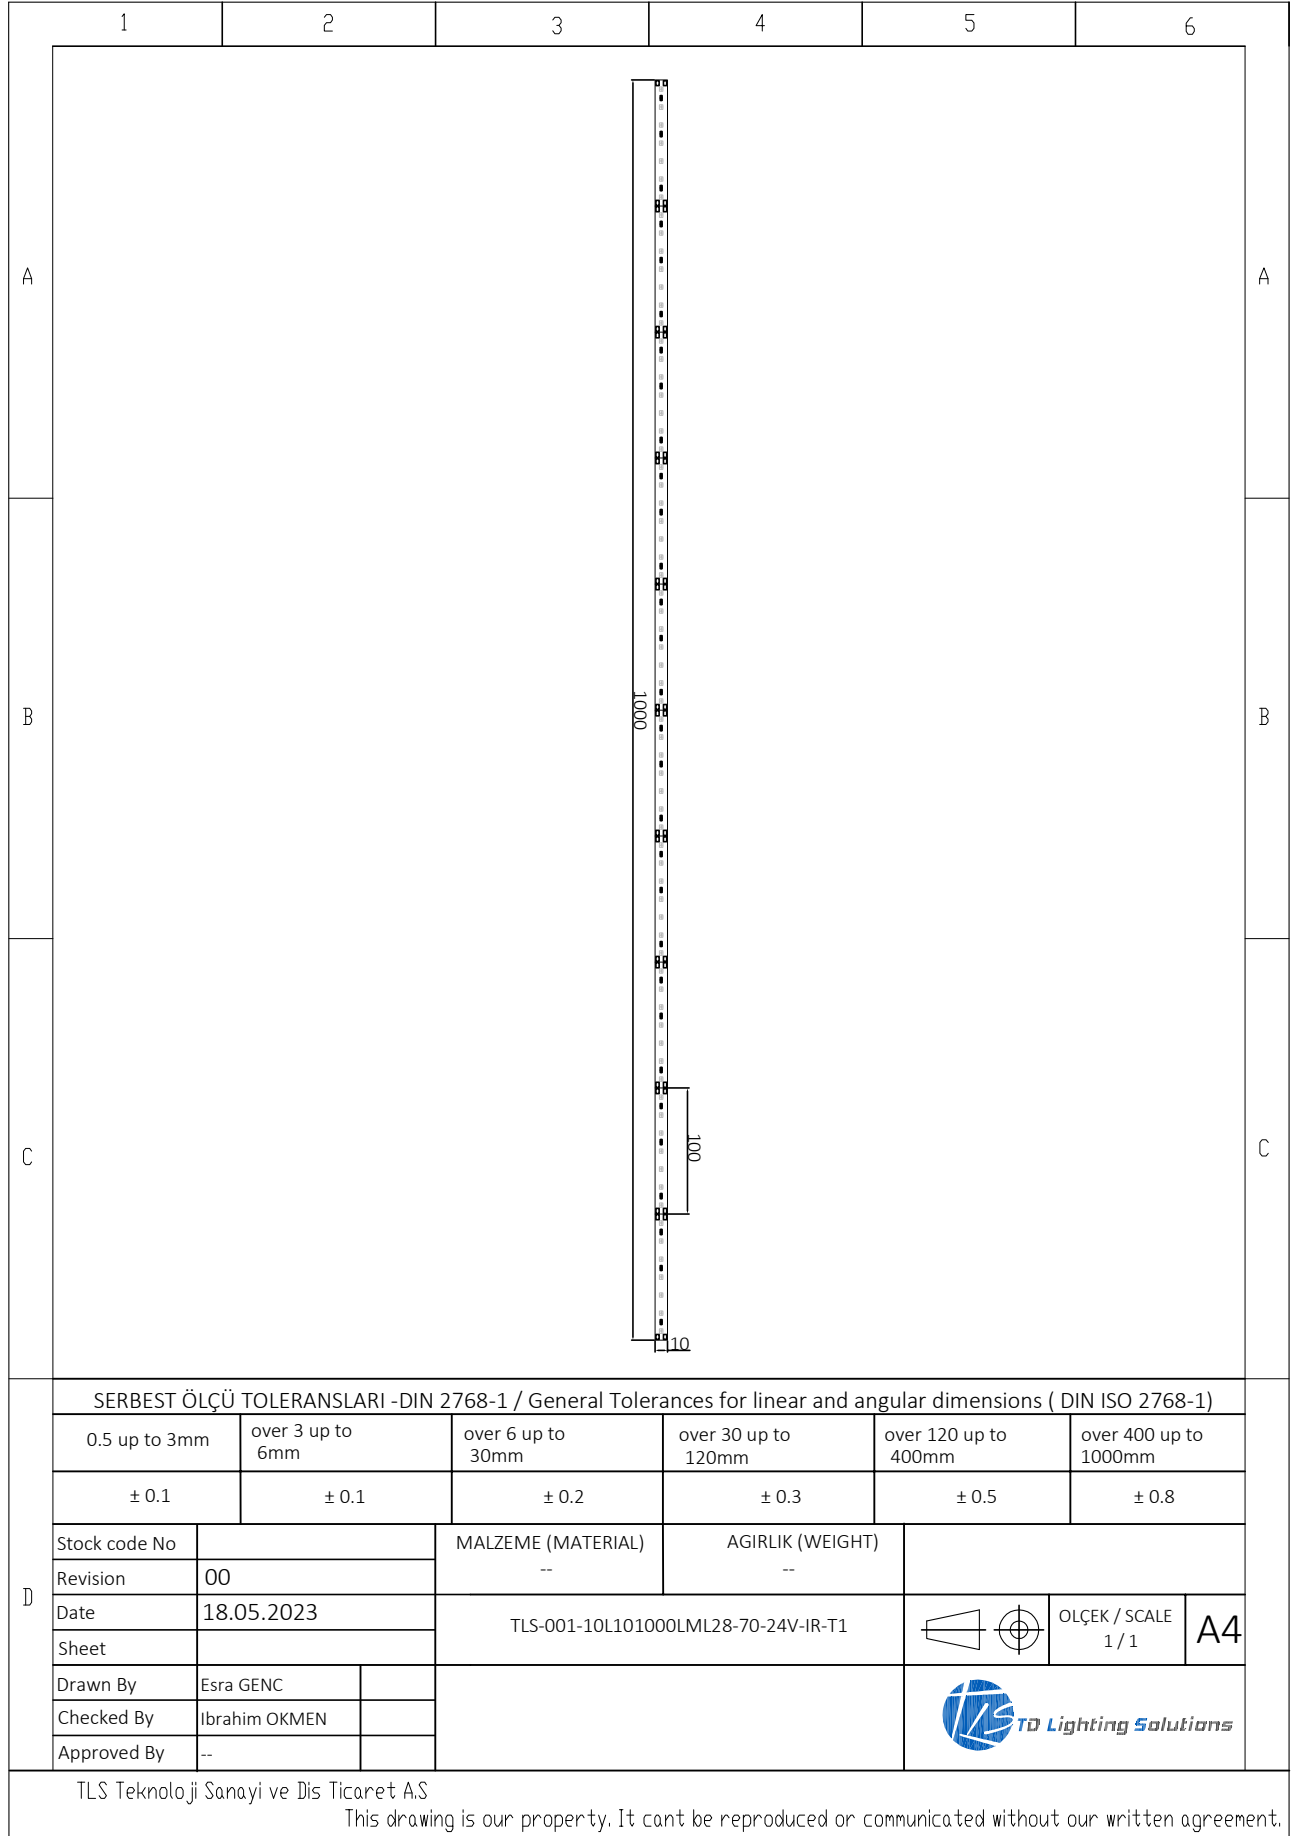 1 2 3 4 5 6
A A
B B
C C
D
1000
100
10
SERBEST ÖLÇÜ TOLERANSLARI -DIN 2768-1 / General Tolerances for linear and angular dimensions ( DIN ISO 2768-1)
0.5 up to 3mm
over 3 up to
6mm
over 6 up to
30mm
over 30 up to
120mm
over 120 up to
400mm
over 400 up to
1000mm
± 0.1 ± 0.1 ± 0.2 ± 0.3 ± 0.5 ± 0.8
Stock code No
Revision 00
Date 18.05.2023
Sheet
Drawn By Esra GENC
Checked By Ibrahim OKMEN
Approved By --
MALZEME (MATERIAL)
--
AGIRLIK (WEIGHT)
--
TLS-001-10L101000LML28-70-24V-IR-T1
OLÇEK / SCALE
1 / 1
A4
TLS TD Lighting Solutions
TLS Teknoloji Sanayi ve Dis Ticaret A.S
This drawing is our property. It cant be reproduced or communicated without our written agreement.